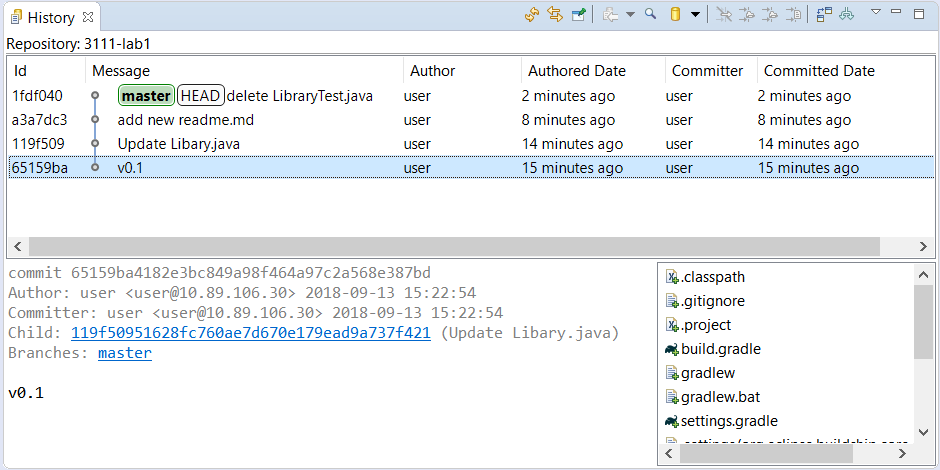 History
Repository: 3111-lab1
Id Message Author Authored Date Committer Committed Date
1fdf040 master HEAD delete LibraryTest.java user 2 minutes ago user 2 minutes ago
a3a7dc3 add new readme.md user 8 minutes ago user 8 minutes ago
119f509 Update Libary.java user 14 minutes ago user 14 minutes ago
65159ba v0.1 user 15 minutes ago user 15 minutes ago
commit 65159ba4182e3bc849a98f464a97c2a568e387bd
Author: user <user@10.89.106.30> 2018-09-13 15:22:54
Committer: user <user@10.89.106.30> 2018-09-13 15:22:54
Child: 119f50951628fc760ae7d670e179ead9a737f421 (Update Libary.java)
Branches: master
v0.1
.classpath
.gitignore
.project
build.gradle
gradlew
gradlew.bat
settings.gradle
.settings/org.eclipse.buildship.core